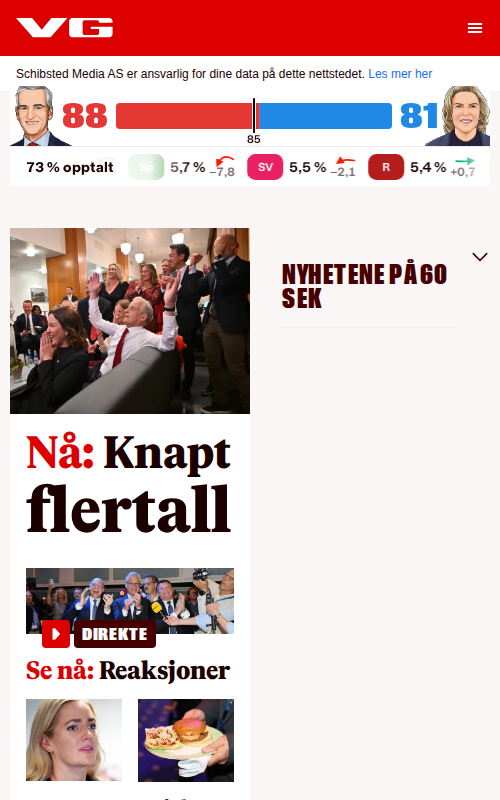 VG
Schibsted Media AS er ansvarlig for dine data på dette nettstedet. Les mer her
88
81
85
73 % opptalt
Sp 5,7 % –7,8
SV 5,5 % –2,1
R 5,4 % +0,7
NYHETENE PÅ 60
SEK
Nå: Knapt
flertall
DIREKTE
Se nå: Reaksjoner